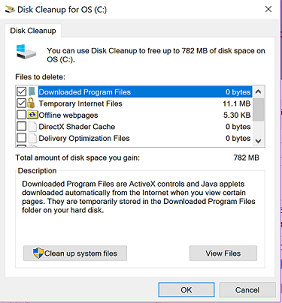 Disk Cleanup for OS (C:)
Disk Cleanup
You can use Disk Cleanup to free up to 782 MB of disk space on
OS (C:).
Files to delete:
Downloaded Program Files 0 bytes
Temporary Internet Files 11.1 MB
Offline webpages 5.30 KB
DirectX Shader Cache 0 bytes
Delivery Optimization Files 0 bytes
Total amount of disk space you gain: 782 MB
Description
Downloaded Program Files are ActiveX controls and Java applets
downloaded automatically from the Internet when you view certain
pages. They are temporarily stored in the Downloaded Program Files
folder on your hard disk.
Clean up system files View Files
OK Cancel